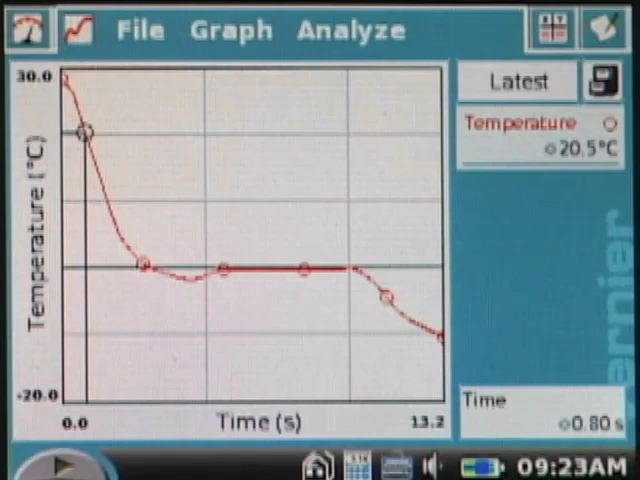 File Graph Analyze
30.0
Temperature (°C)
-20.0
0.0
Time (s)
13.2
Latest
Temperature
20.5°C
ernier
Time
0.80 s
09:23AM